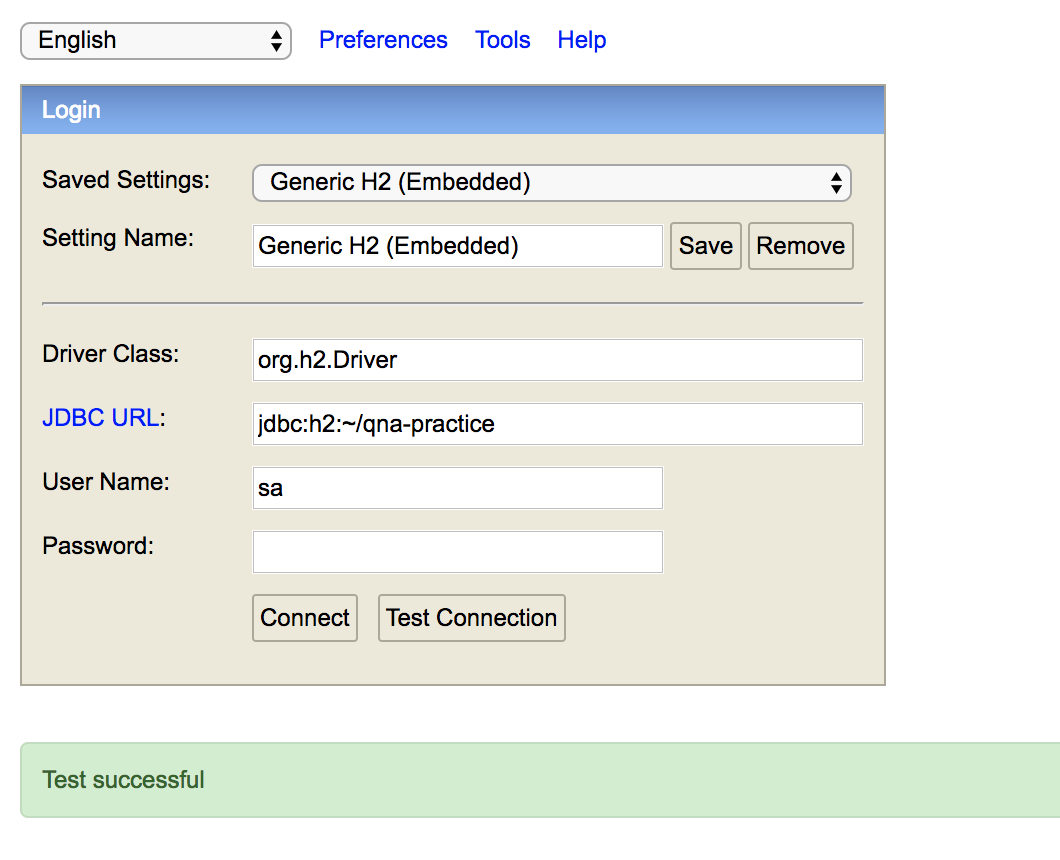 English Preferences Tools Help
Login
Saved Settings: Generic H2 (Embedded)
Setting Name: Generic H2 (Embedded) Save Remove
Driver Class: org.h2.Driver
JDBC URL: jdbc:h2:~/qna-practice
User Name: sa
Password:
Connect Test Connection
Test successful